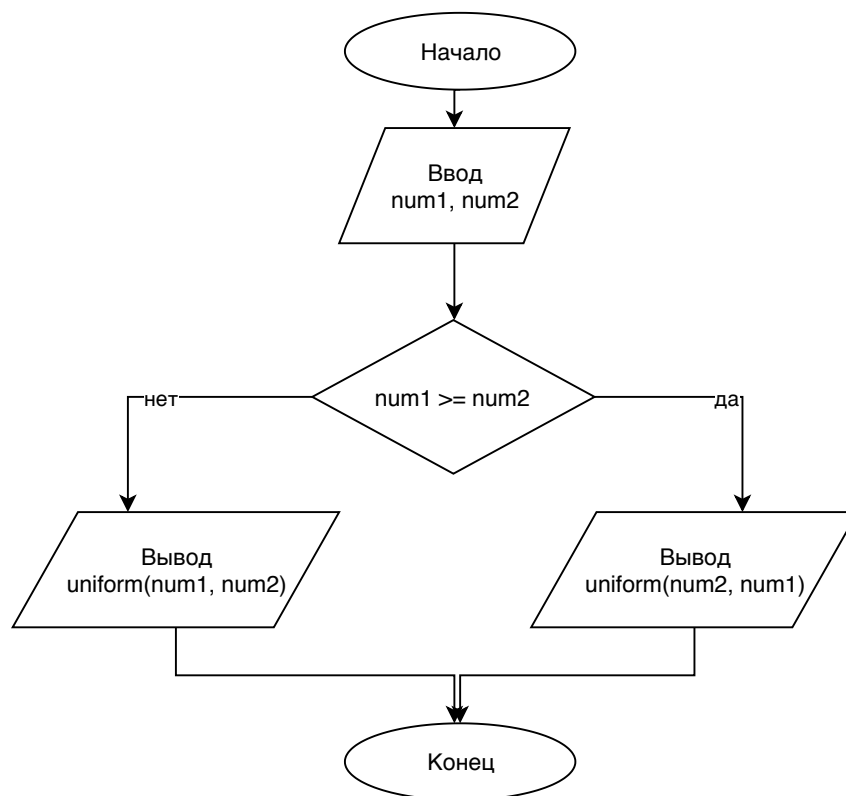 Начало
Ввод
num1, num2
num1 >= num2
нет
да
Вывод
uniform(num1, num2)
Вывод
uniform(num2, num1)
Конец